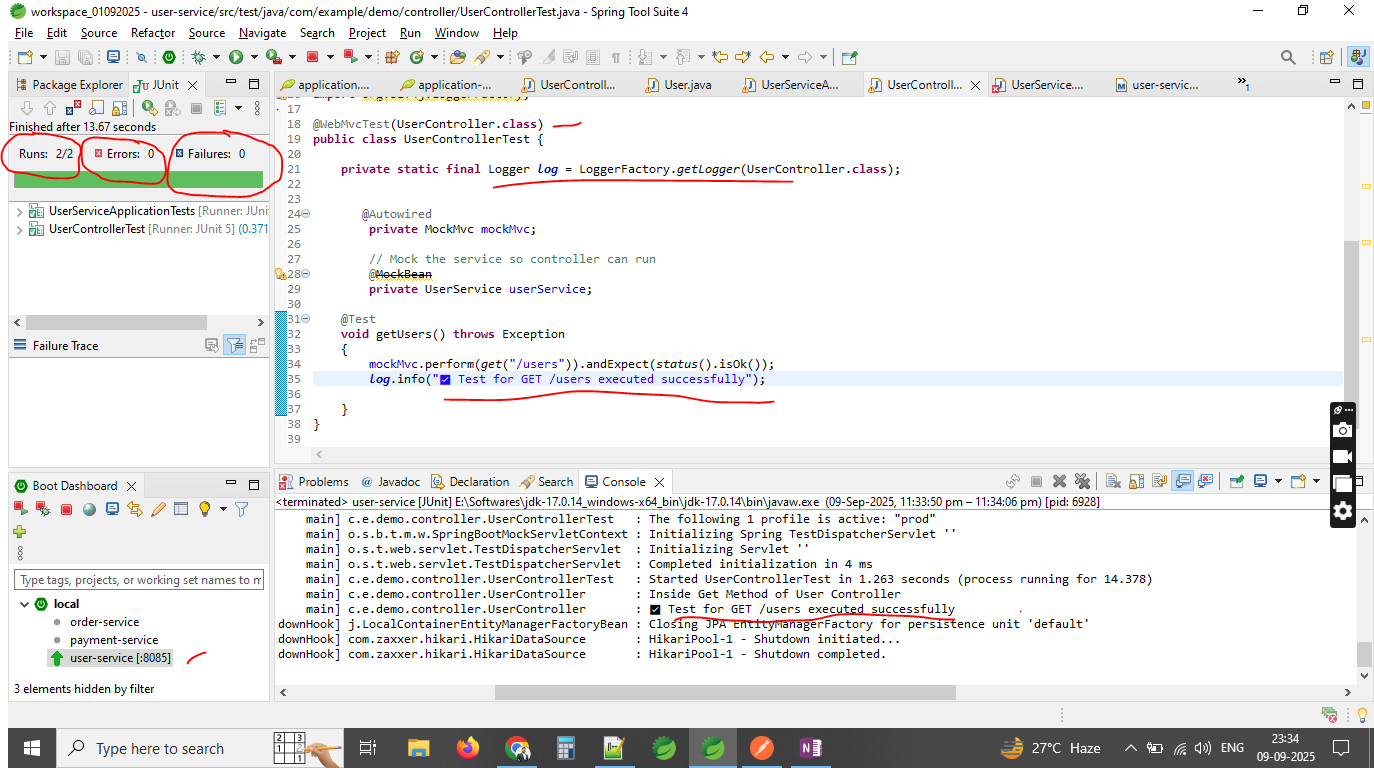 workspace_01092025 - user-service/src/test/java/com/example/demo/controller/UserControllerTest.java - Spring Tool Suite 4
File Edit Source Refactor Source Navigate Search Project Run Window Help
Package Explorer JUnit
Finished after 13.67 seconds
Runs: 2/2 Errors: 0 Failures: 0
UserServiceApplicationTests [Runner: JUni
UserControllerTest [Runner: JUnit 5] (0.371
Failure Trace
application.... application-... UserControll... User.java UserServiceA... UserControll... UserService.... user-servic... »1
17
18 @WebMvcTest(UserController.class)
19 public class UserControllerTest {
20
21 private static final Logger log = LoggerFactory.getLogger(UserController.class);
22
23
24 @Autowired
25 private MockMvc mockMvc;
26
27 // Mock the service so controller can run
28 @MockBean
29 private UserService userService;
30
31 @Test
32 void getUsers() throws Exception
33 {
34 mockMvc.perform(get("/users")).andExpect(status().isOk());
35 log.info("✅ Test for GET /users executed successfully");
36
37 }
38 }
39
Boot Dashboard
Type tags, projects, or working set names to m
local
order-service
payment-service
user-service [:8085]
3 elements hidden by filter
Problems @ Javadoc Declaration Search Console
<terminated> user-service [JUnit] E:\Softwares\jdk-17.0.14_windows-x64_bin\jdk-17.0.14\bin\javaw.exe (09-Sep-2025, 11:33:50 pm – 11:34:06 pm) [pid: 6928]
main] c.e.demo.controller.UserControllerTest : The following 1 profile is active: "prod"
main] o.s.b.t.m.w.SpringBootMockServletContext : Initializing Spring TestDispatcherServlet ''
main] o.s.t.web.servlet.TestDispatcherServlet : Initializing Servlet ''
main] o.s.t.web.servlet.TestDispatcherServlet : Completed initialization in 4 ms
main] c.e.demo.controller.UserControllerTest : Started UserControllerTest in 1.263 seconds (process running for 14.378)
main] c.e.demo.controller.UserController : Inside Get Method of User Controller
main] c.e.demo.controller.UserController : ✅ Test for GET /users executed successfully
downHook] j.LocalContainerEntityManagerFactoryBean : Closing JPA EntityManagerFactory for persistence unit 'default'
downHook] com.zaxxer.hikari.HikariDataSource : HikariPool-1 - Shutdown initiated...
downHook] com.zaxxer.hikari.HikariDataSource : HikariPool-1 - Shutdown completed.
Type here to search
27°C Haze
ENG
23:34
09-09-2025